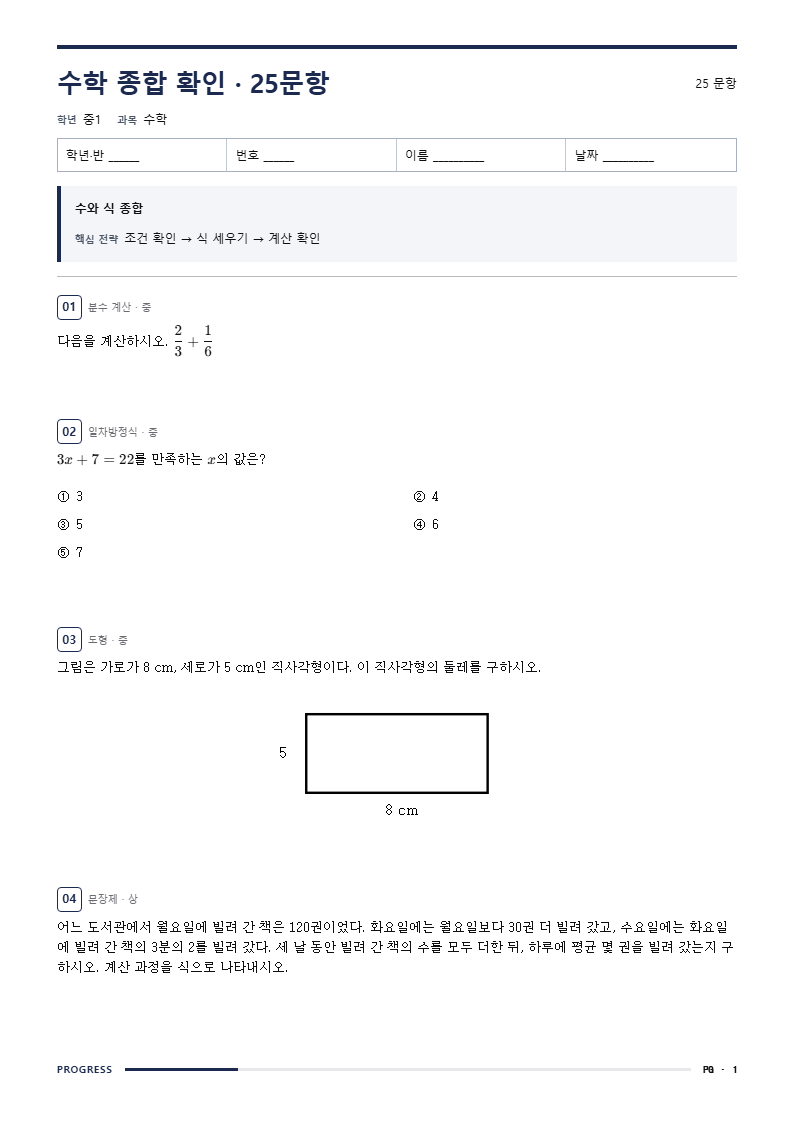 수학 종합 확인 · 25문항
25 문항
학년 중1 과목 수학
학년·반 _____ 번호 _____ 이름 ________ 날짜 ________
수와 식 종합
핵심 전략 조건 확인 → 식 세우기 → 계산 확인
01 분수 계산 · 중
다음을 계산하시오. 2/3 + 1/6
02 일차방정식 · 중
3x + 7 = 22를 만족하는 x의 값은?
① 3 ② 4
③ 5 ④ 6
⑤ 7
03 도형 · 중
그림은 가로가 8 cm, 세로가 5 cm인 직사각형이다. 이 직사각형의 둘레를 구하시오.
5
8 cm
04 문장제 · 상
어느 도서관에서 월요일에 빌려 간 책은 120권이었다. 화요일에는 월요일보다 30권 더 빌려 갔고, 수요일에는 화요일
에 빌려 간 책의 3분의 2를 빌려 갔다. 세 날 동안 빌려 간 책의 수를 모두 더한 뒤, 하루에 평균 몇 권을 빌려 갔는지 구
하시오. 계산 과정을 식으로 나타내시오.
PROGRESS · 1